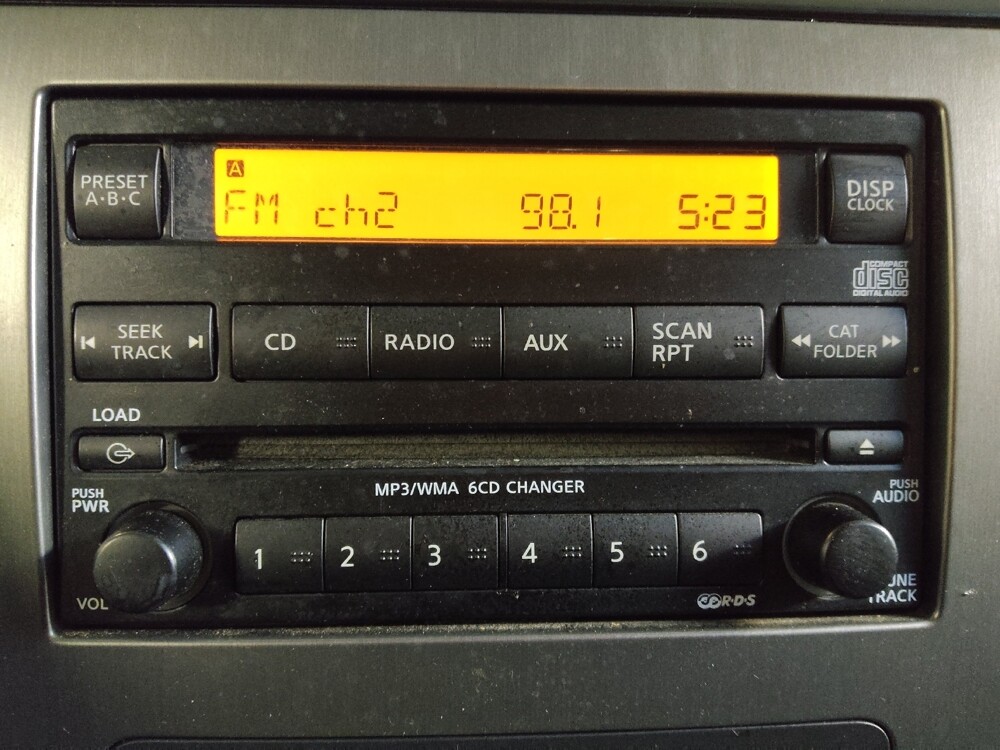 PRESET
A·B·C
A
FM ch2 98.1 5:23
DISP
CLOCK
COMPACT
disc
DIGITAL AUDIO
SEEK
TRACK
CD
RADIO
AUX
SCAN
RPT
CAT
FOLDER
LOAD
MP3/WMA 6CD CHANGER
PUSH
PWR
PUSH
AUDIO
1 2 3 4 5 6
VOL
R·D·S
TRACK